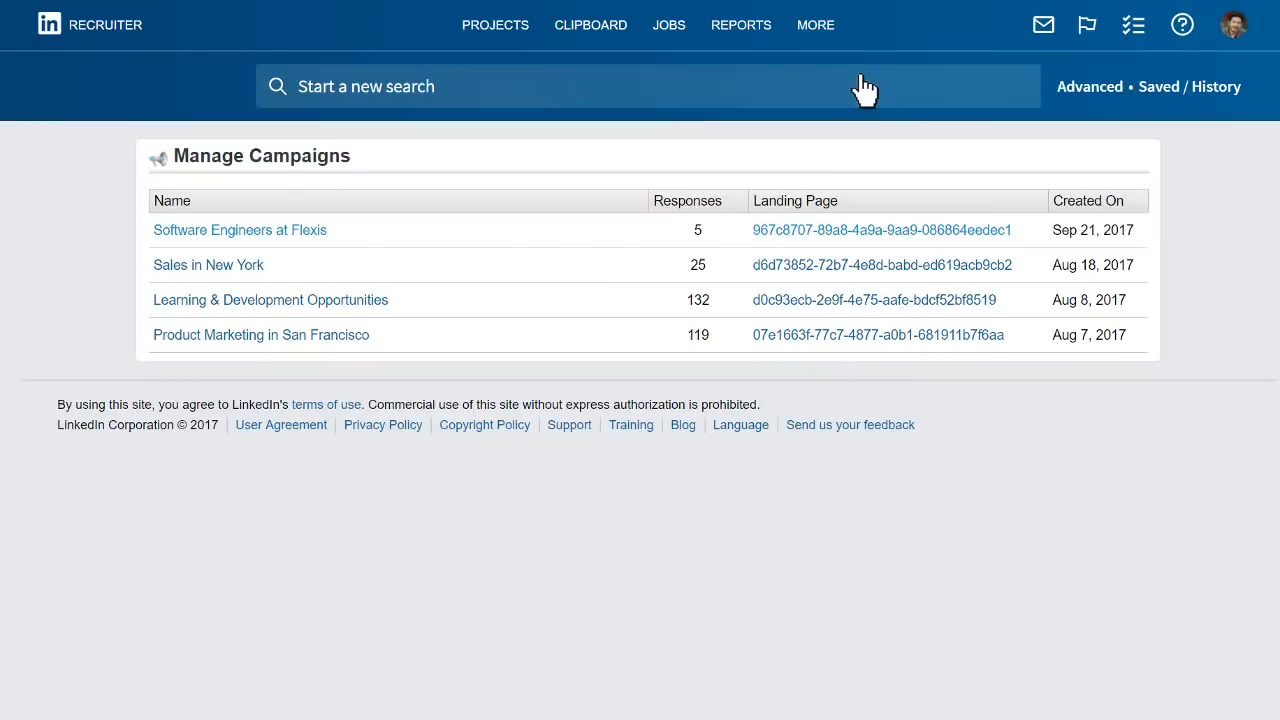 in RECRUITER PROJECTS CLIPBOARD JOBS REPORTS MORE
Start a new search Advanced • Saved / History
Manage Campaigns
Name Responses Landing Page Created On
Software Engineers at Flexis 5 967c8707-89a8-4a9a-9aa9-086864eedec1 Sep 21, 2017
Sales in New York 25 d6d73852-72b7-4e8d-babd-ed619acb9cb2 Aug 18, 2017
Learning & Development Opportunities 132 d0c93ecb-2e9f-4e75-aafe-bdcf52bf8519 Aug 8, 2017
Product Marketing in San Francisco 119 07e1663f-77c7-4877-a0b1-681911b7f6aa Aug 7, 2017
By using this site, you agree to LinkedIn's terms of use. Commercial use of this site without express authorization is prohibited.
LinkedIn Corporation © 2017 | User Agreement | Privacy Policy | Copyright Policy | Support | Training | Blog | Language | Send us your feedback